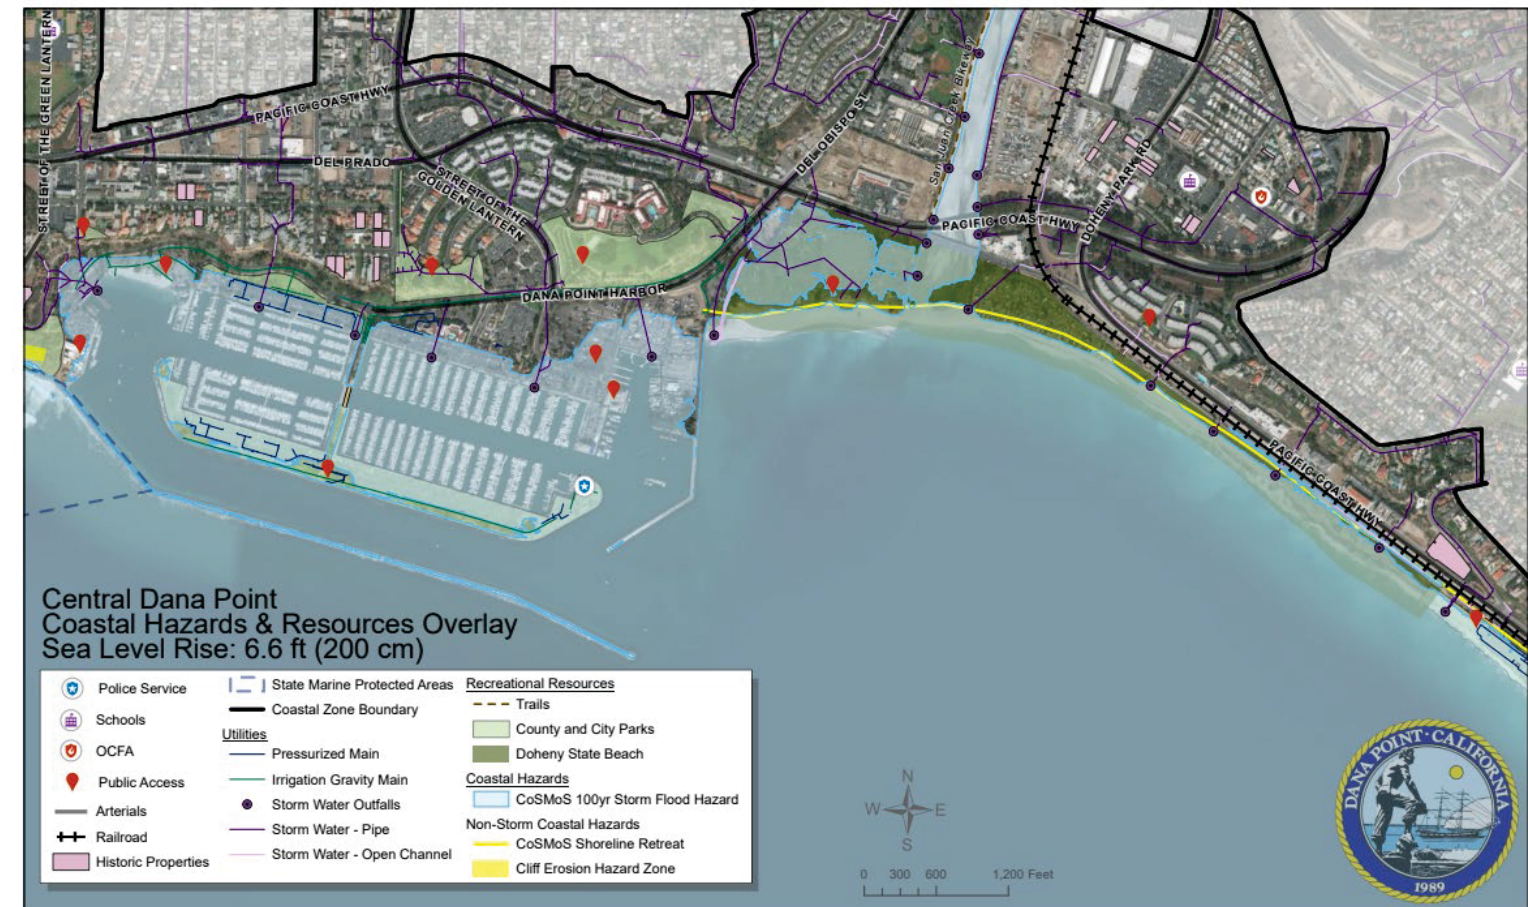 STREET OF THE GREEN LANTERN
PACIFIC COAST HWY
DEL PRADO
STREET OF THE
GOLDEN LANTERN
DEL OBISPO ST
San Juan Creek Bikeway
PACIFIC COAST HWY
DOHENY PARK RD
DANA POINT HARBOR
PACIFIC COAST HWY
Central Dana Point
Coastal Hazards & Resources Overlay
Sea Level Rise: 6.6 ft (200 cm)
Police Service
Schools
OCFA
Public Access
Arterials
Railroad
Historic Properties
State Marine Protected Areas
Coastal Zone Boundary
Utilities
Pressurized Main
Irrigation Gravity Main
Storm Water Outfalls
Storm Water - Pipe
Storm Water - Open Channel
Recreational Resources
Trails
County and City Parks
Doheny State Beach
Coastal Hazards
CoSMoS 100yr Storm Flood Hazard
Non-Storm Coastal Hazards
CoSMoS Shoreline Retreat
Cliff Erosion Hazard Zone
N
W E
S
0 300 600 1,200 Feet
DANA POINT · CALIFORNIA
1989